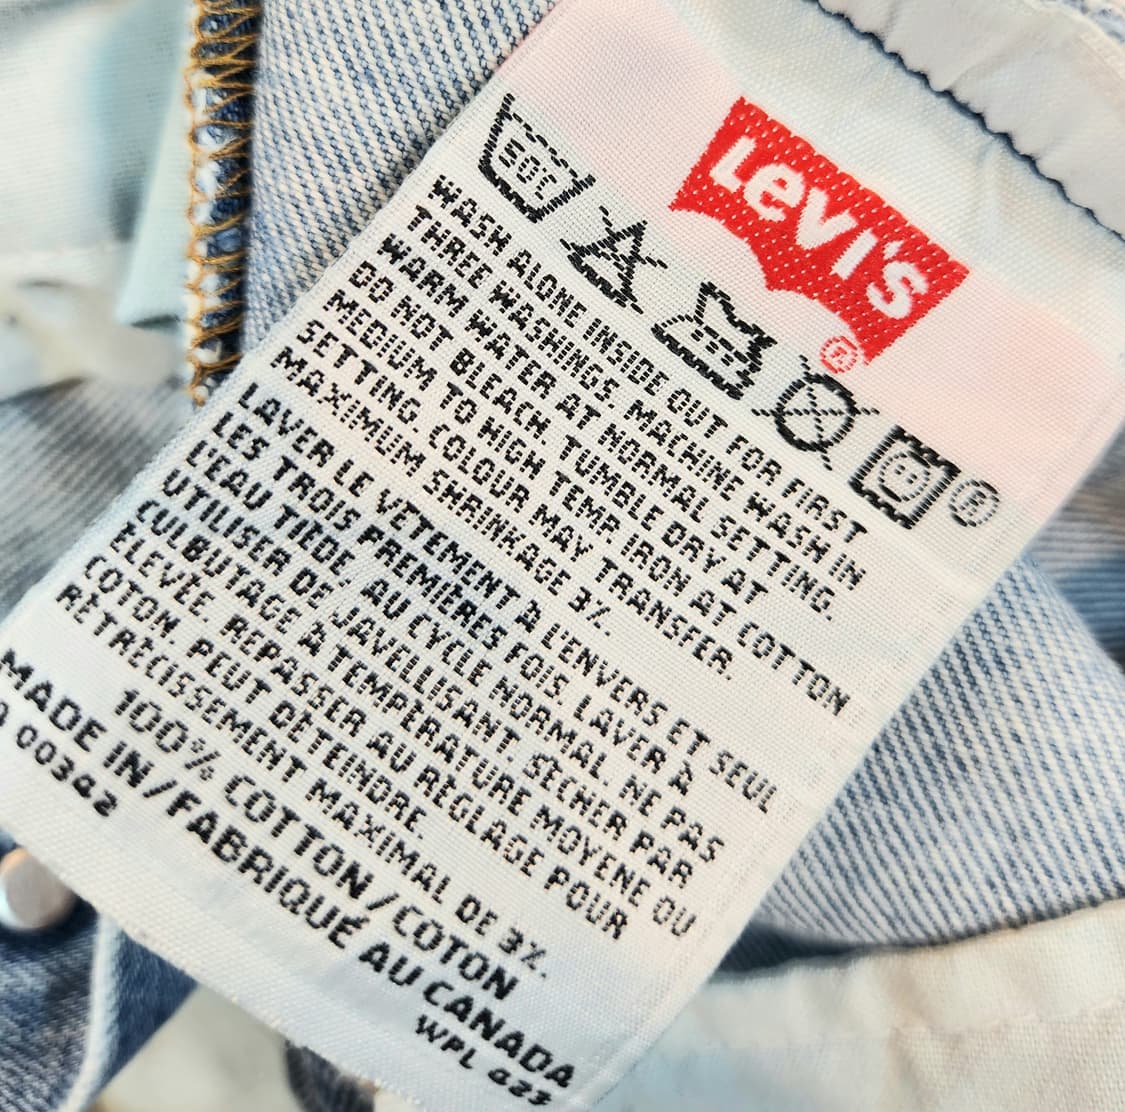 Levi's
®
50C
®
WASH ALONE INSIDE OUT FOR FIRST
THREE WASHINGS. MACHINE WASH IN
WARM WATER AT NORMAL SETTING.
DO NOT BLEACH. TUMBLE DRY AT
MEDIUM TO HIGH TEMP. IRON AT COTTON
SETTING. COLOUR MAY TRANSFER.
MAXIMUM SHRINKAGE 3%.
LAVER LE VÊTEMENT À L'ENVERS ET SEUL
LES TROIS PREMIÈRES FOIS. LAVER À
L'EAU TIÈDE, AU CYCLE NORMAL. NE PAS
UTILISER DE JAVELLISANT. SÉCHER PAR
CULBUTAGE À TEMPÉRATURE MOYENE OU
ÉLEVÉE. REPASSER AU RÉGLAGE POUR
COTON. PEUT DÉTEINDRE.
RÉTRÉCISSEMENT MAXIMAL DE 3%.
100% COTTON/COTON
MADE IN/FABRIQUÉ AU CANADA
00342 WPL 423